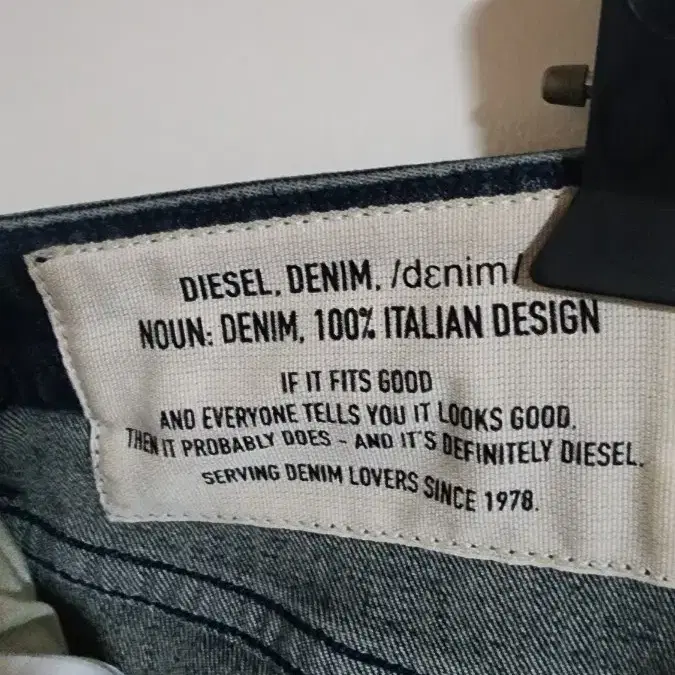 DIESEL. DENIM. /dɛnim/
NOUN: DENIM, 100% ITALIAN DESIGN
IF IT FITS GOOD
AND EVERYONE TELLS YOU IT LOOKS GOOD,
THEN IT PROBABLY DOES - AND IT'S DEFINITELY DIESEL.
SERVING DENIM LOVERS SINCE 1978.